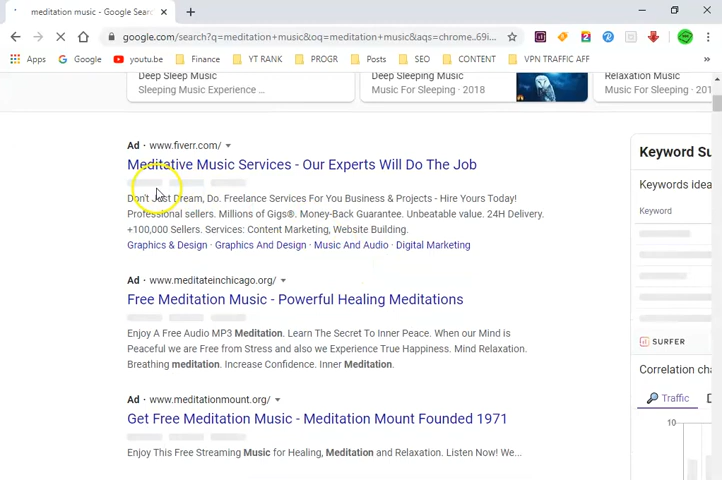 meditation music - Google Sear
google.com/search?q=meditation+music&oq=meditation+music&aqs=chrome..69i...
Apps Google youtu.be Finance YT RANK PROGR Posts SEO CONTENT VPN TRAFFIC AFF
Deep Sleep Music
Sleeping Music Experience ...
Deep Sleeping Music
Music For Sleeping · 2018
Relaxation Music
Music For Sleeping · 20
Ad · www.fiverr.com/
Meditative Music Services - Our Experts Will Do The Job
Don't Just Dream, Do. Freelance Services For You Business & Projects - Hire Yours Today!
Professional sellers. Millions of Gigs®. Money-Back Guarantee. Unbeatable value. 24H Delivery.
+100,000 Sellers. Services: Content Marketing, Website Building.
Graphics & Design · Graphics And Design · Music And Audio · Digital Marketing
Ad · www.meditateinchicago.org/
Free Meditation Music - Powerful Healing Meditations
Enjoy A Free Audio MP3 Meditation. Learn The Secret To Inner Peace. When our Mind is
Peaceful we are Free from Stress and also we Experience True Happiness. Mind Relaxation.
Breathing meditation. Increase Confidence. Inner Meditation.
Ad · www.meditationmount.org/
Get Free Meditation Music - Meditation Mount Founded 1971
Enjoy This Free Streaming Music for Healing, Meditation and Relaxation. Listen Now! We...
Keyword Su
Keywords idea
Keyword
SURFER
Correlation cha
Traffic
10